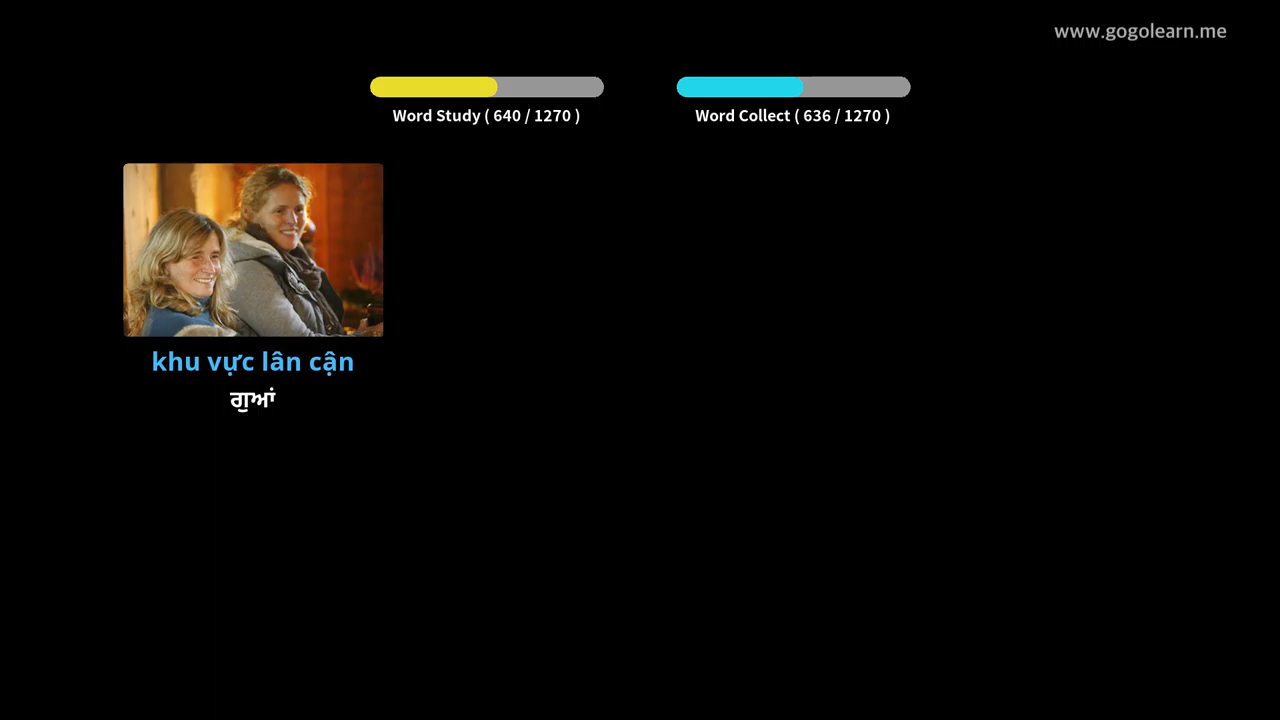 www.gogolearn.me
Word Study ( 640 / 1270 )
Word Collect ( 636 / 1270 )
khu vực lân cận
ਗੁਆਂ